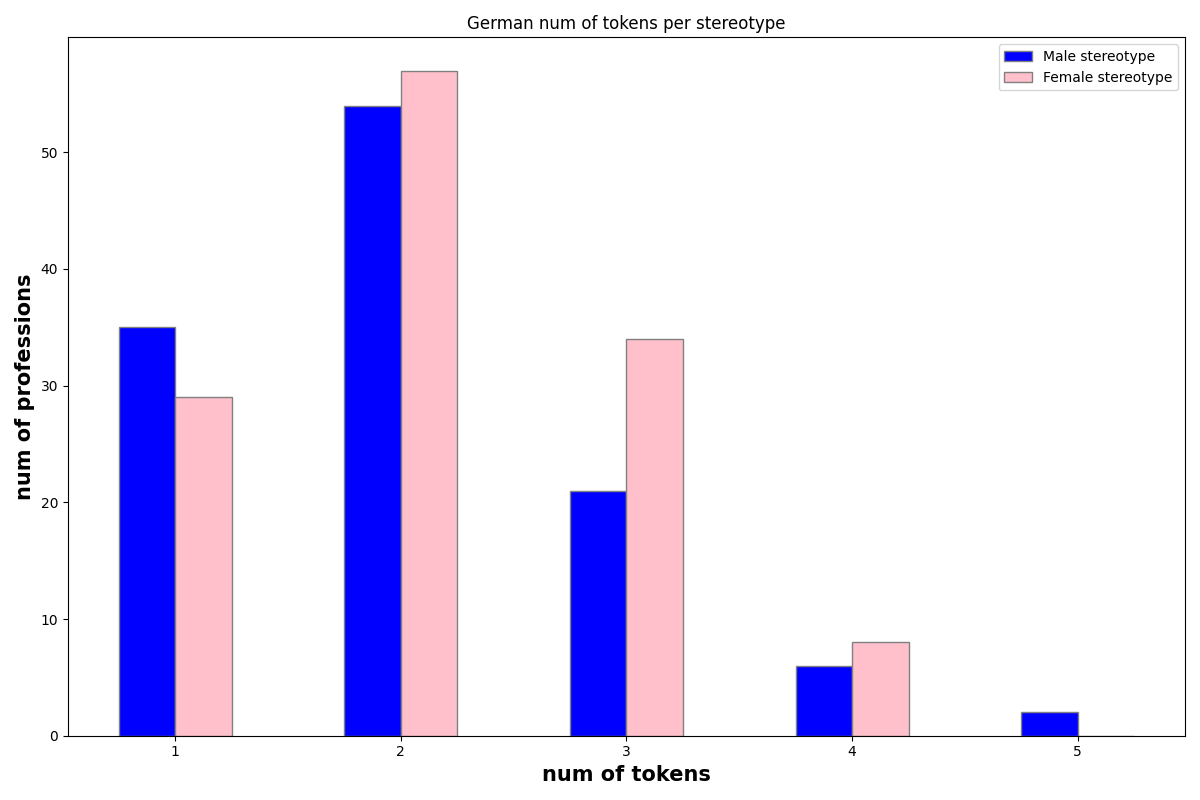 German num of tokens per stereotype
Male stereotype
Female stereotype
num of professions
50
40
30
20
10
0
1 2 3 4 5
num of tokens